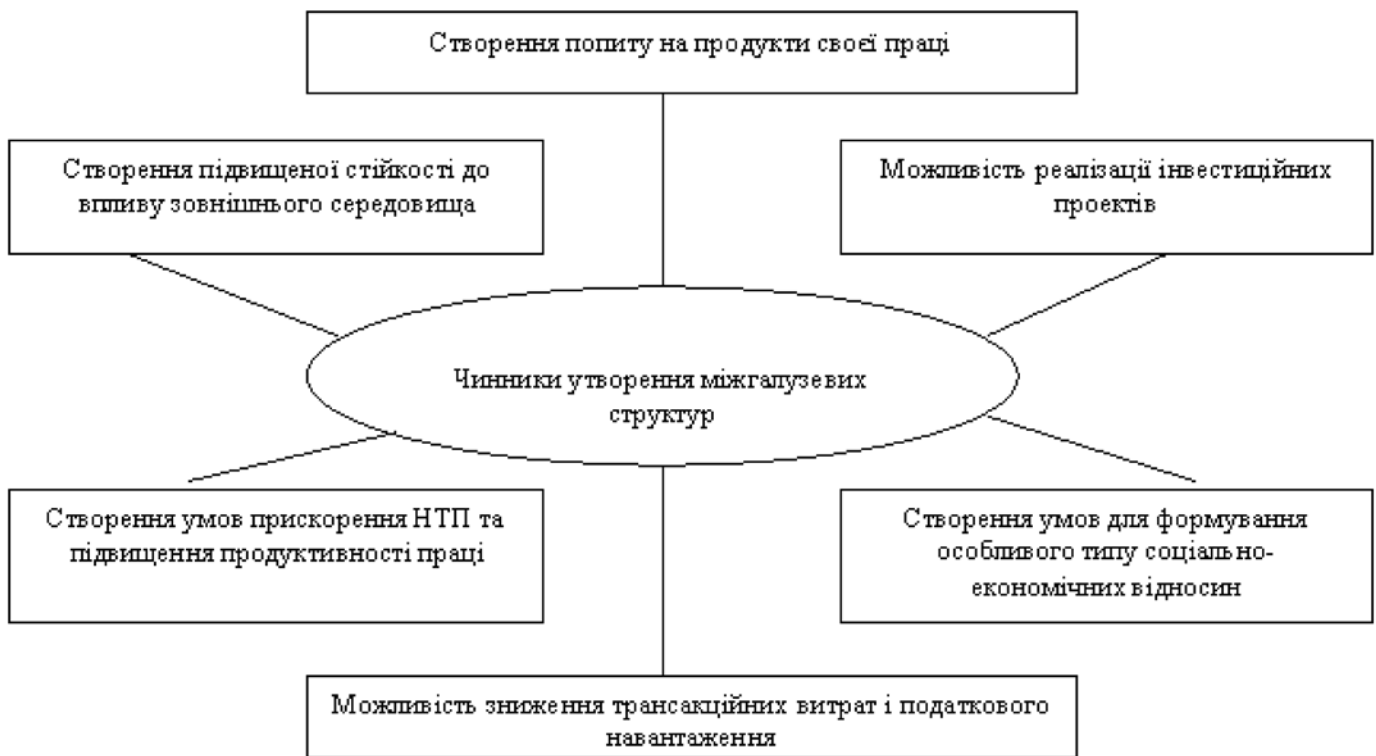 Створення попиту на продукти своєї праці
Створення підвищеної стійкості до
впливу зовнішнього середовища
Можливість реалізації інвестиційних
проектів
Чинники утворення міжгалузевих
структур
Створення умов прискорення НТП та
підвищення продуктивності праці
Створення умов для формування
особливого типу соціально-
економічних відносин
Можливість зниження трансакційних витрат і податкового
навантаження